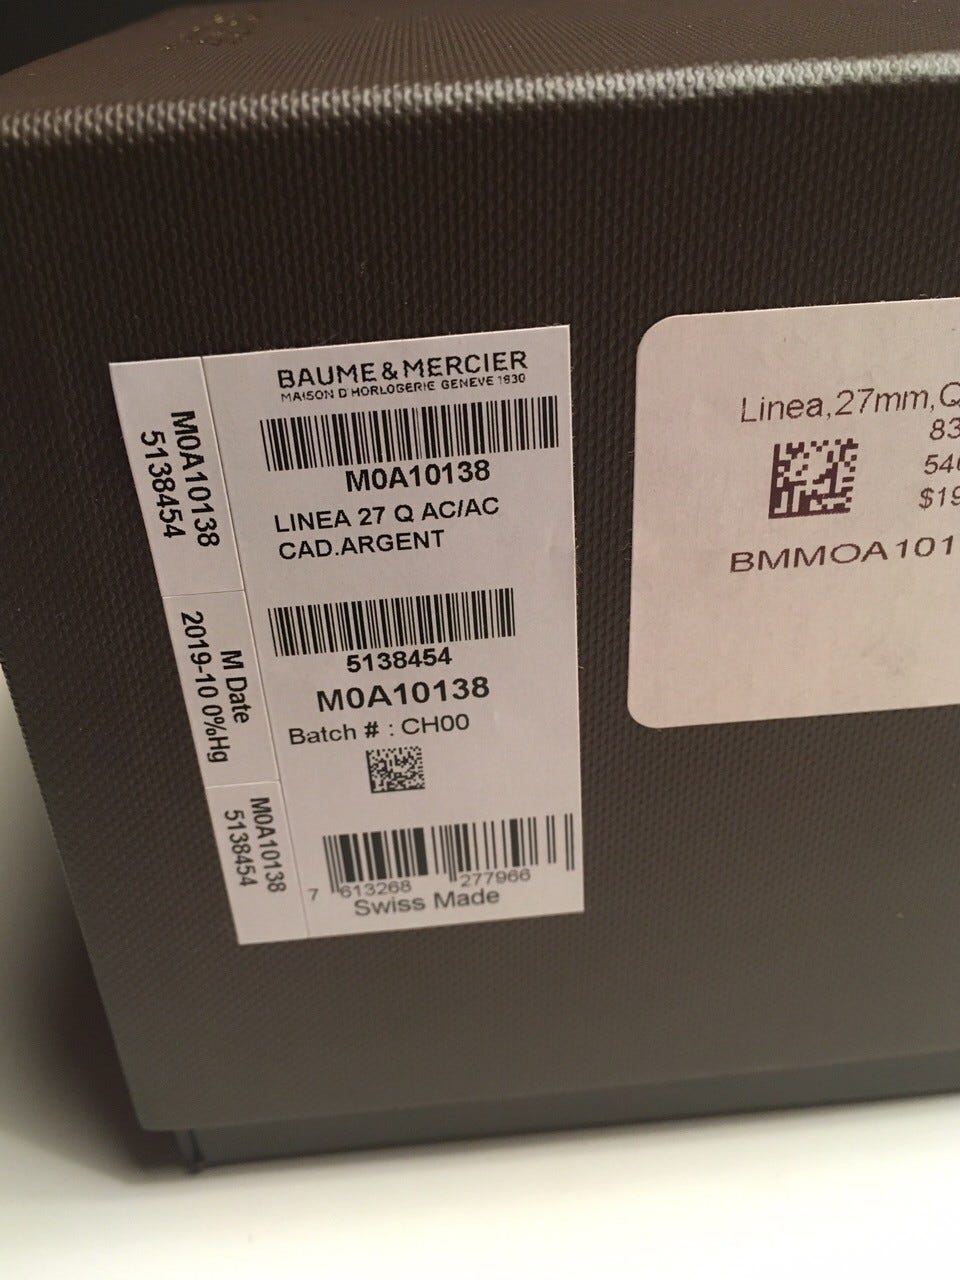 BAUME & MERCIER
MAISON D'HORLOGERIE GENEVE 1830
M0A10138
LINEA 27 Q AC/AC
CAD.ARGENT
5138454
M0A10138
Batch # : CH00
7 613268 277966
Swiss Made
M0A10138
5138454
M Date
2019-10 0%Hg
M0A10138
5138454
Linea,27mm,Q
83
$19
BMMOA101